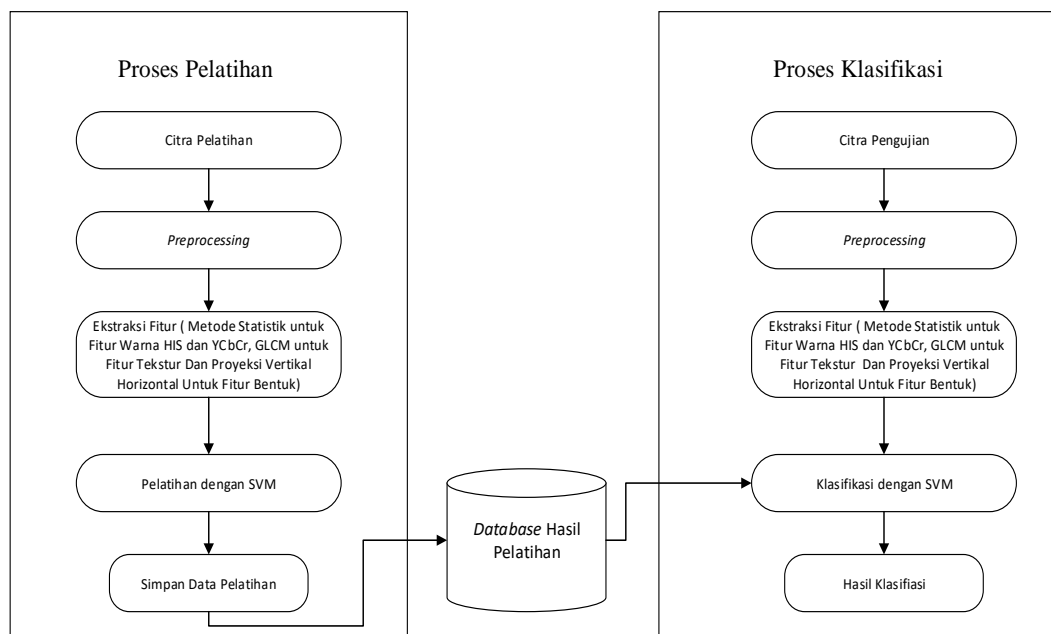 Proses Pelatihan
Citra Pelatihan
Preprocessing
Ekstraksi Fitur ( Metode Statistik untuk
Fitur Warna HIS dan YCbCr, GLCM untuk
Fitur Tekstur Dan Proyeksi Vertikal
Horizontal Untuk Fitur Bentuk)
Pelatihan dengan SVM
Simpan Data Pelatihan
Database Hasil
Pelatihan
Proses Klasifikasi
Citra Pengujian
Preprocessing
Ekstraksi Fitur ( Metode Statistik untuk
Fitur Warna HIS dan YCbCr, GLCM untuk
Fitur Tekstur Dan Proyeksi Vertikal
Horizontal Untuk Fitur Bentuk)
Klasifikasi dengan SVM
Hasil Klasifiasi